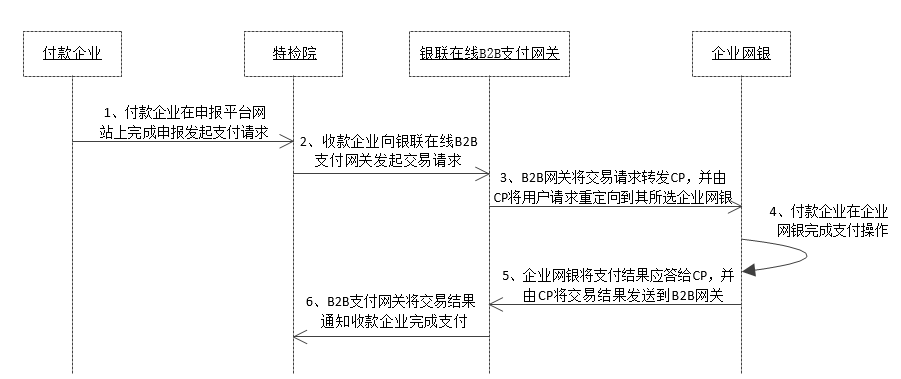 付款企业
特检院
银联在线B2B支付网关
企业网银
1、付款企业在申报平台网
站上完成申报发起支付请求
2、收款企业向银联在线B2B
支付网关发起交易请求
3、B2B网关将交易请求转发CP，并由
CP将用户请求重定向到其所选企业网银
4、付款企业在企业
网银完成支付操作
5、企业网银将支付结果应答给CP，并
由CP将交易结果发送到B2B网关
6、B2B支付网关将交易结果
通知收款企业完成支付